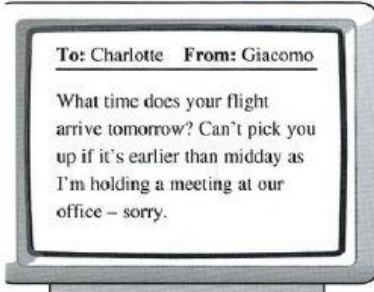 To: Charlotte From: Giacomo
What time does your flight
arrive tomorrow? Can't pick you
up if it's earlier than midday as
I'm holding a meeting at our
office – sorry.